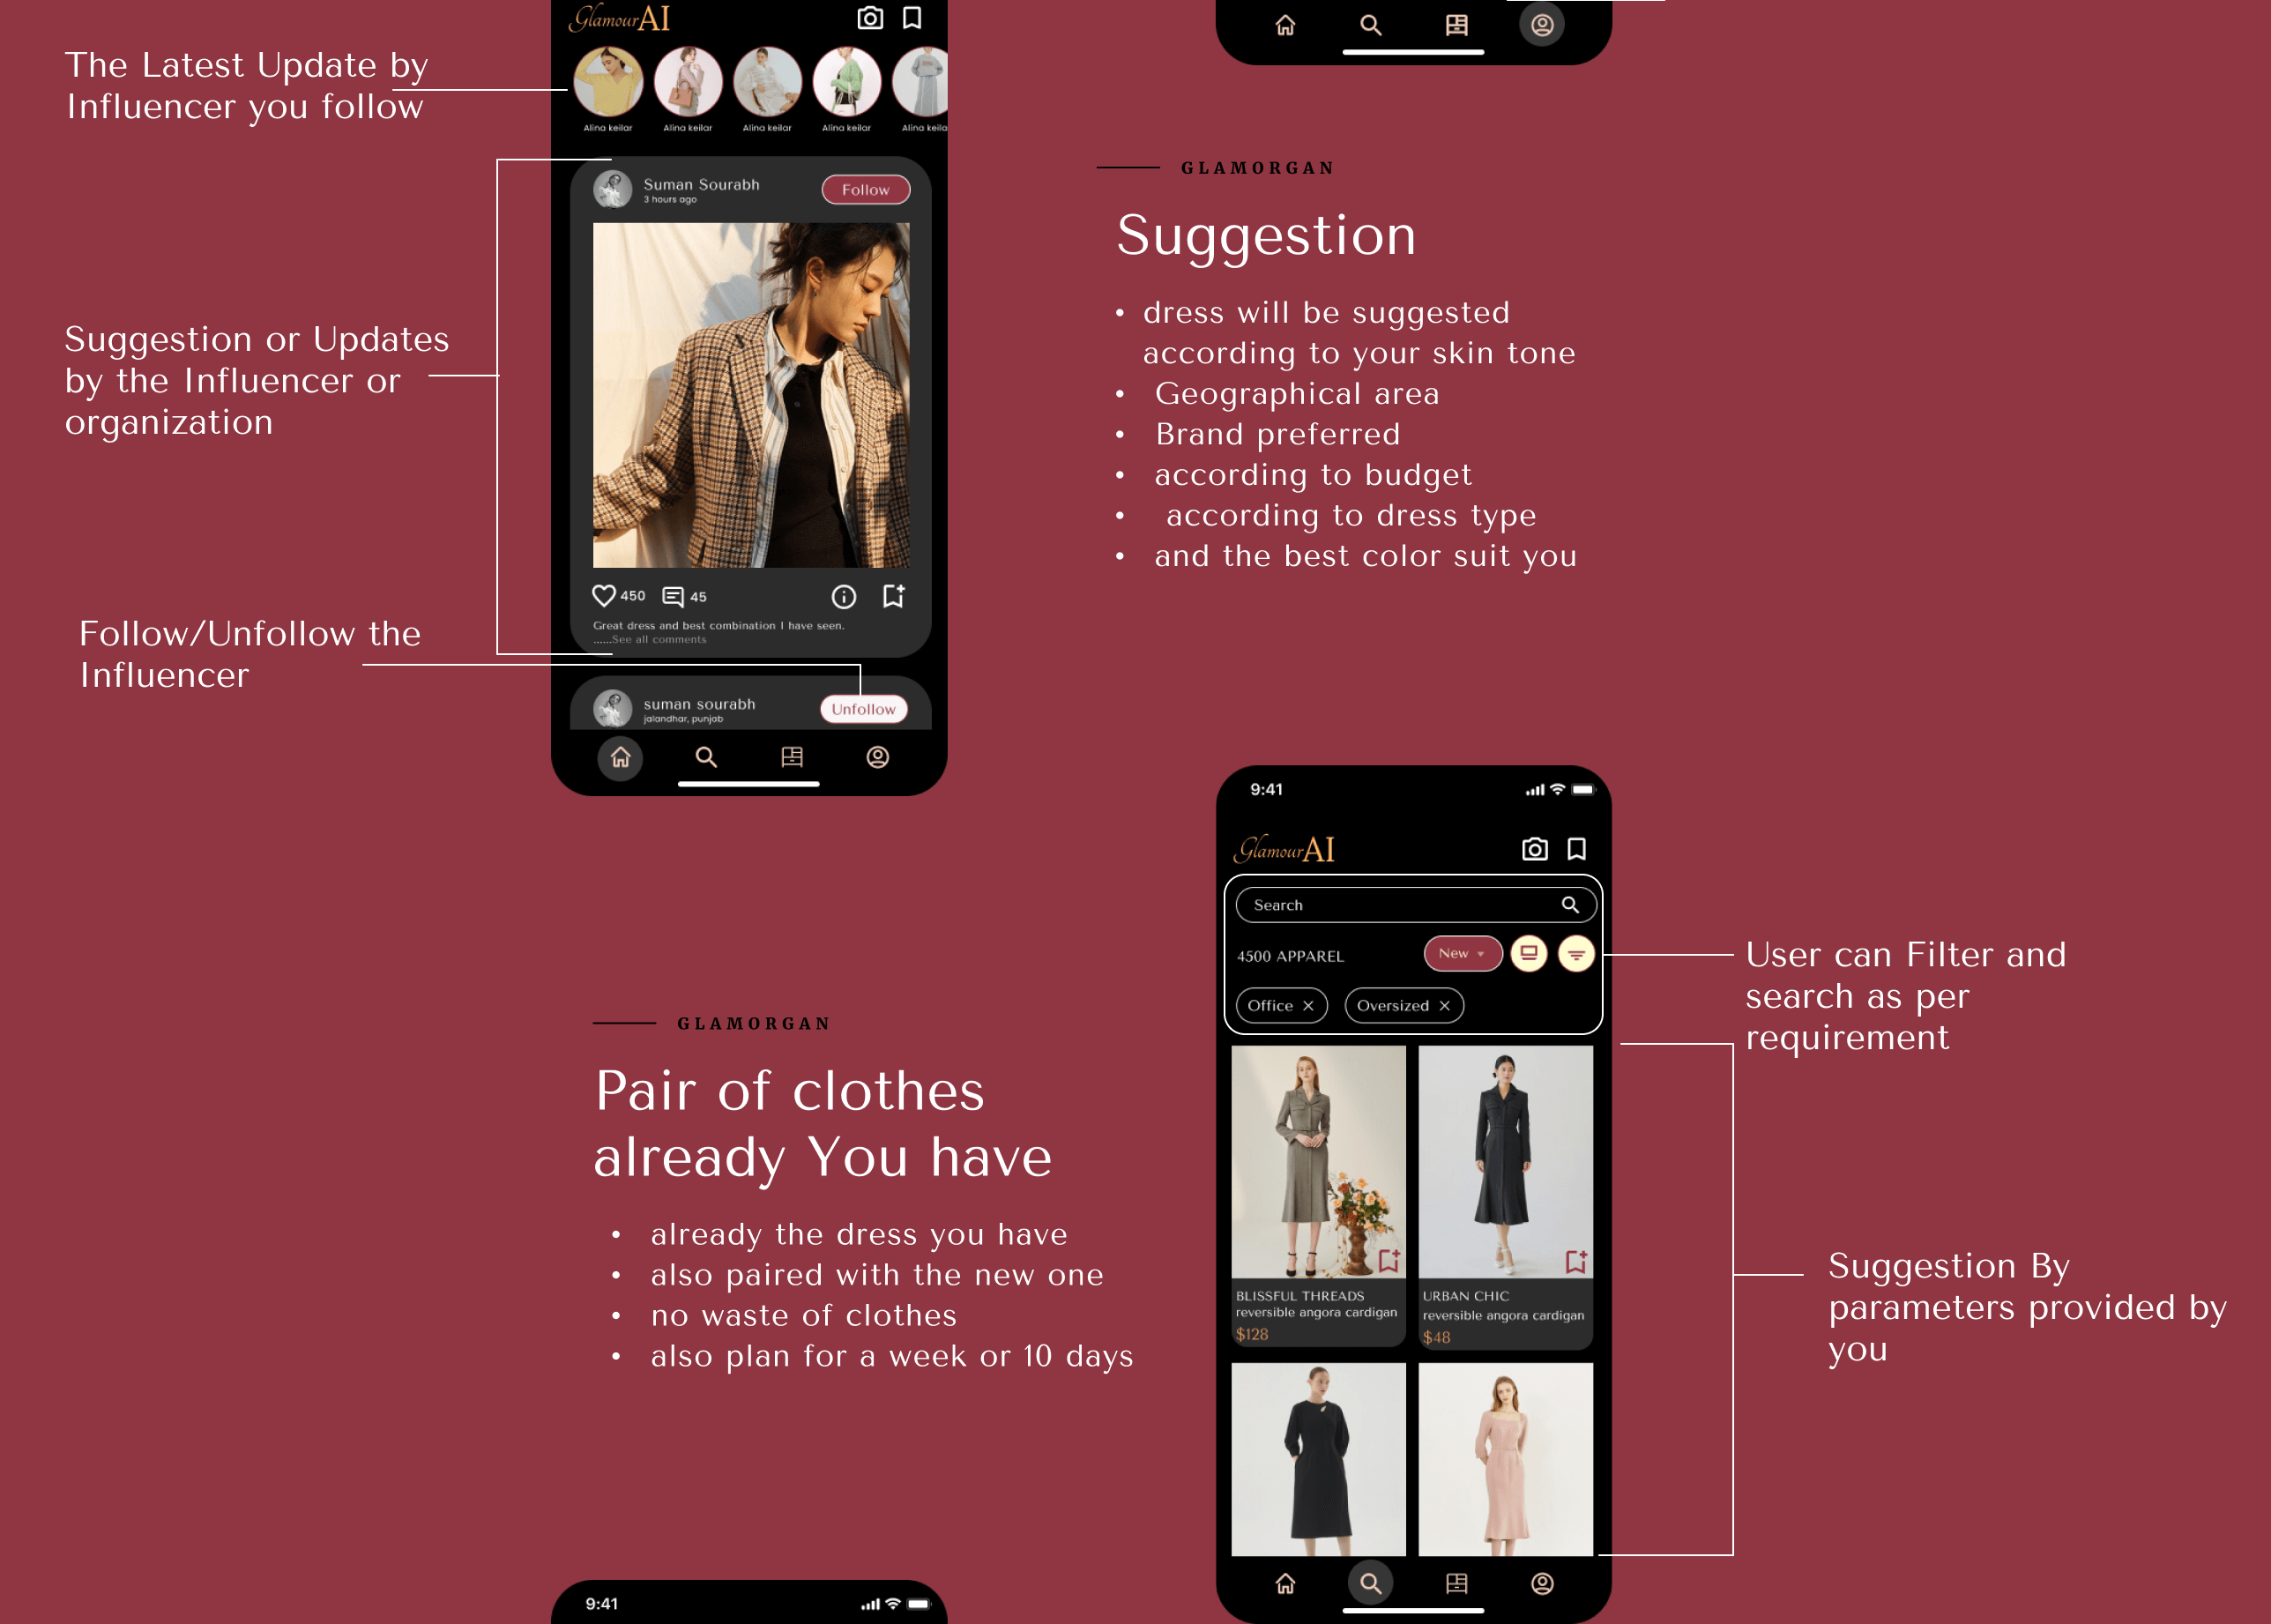 GlamourAI
The Latest Update by
Influencer you follow
Alina keilar
Alina keilar
Alina keilar
Alina keilar
Alina keila
Suman Sourabh
3 hours ago
Follow
Suggestion or Updates
by the Influencer or
organization
450
45
Great dress and best combination I have seen.
......See all comments
Follow/Unfollow the
Influencer
suman sourabh
jalandhar, punjab
Unfollow
GLAMORGAN
Suggestion
• dress will be suggested
according to your skin tone
• Geographical area
• Brand preferred
• according to budget
• according to dress type
• and the best color suit you
GLAMORGAN
Pair of clothes
already You have
• already the dress you have
• also paired with the new one
• no waste of clothes
• also plan for a week or 10 days
9:41
GlamourAI
Search
4500 APPAREL
New
Office ×
Oversized ×
User can Filter and
search as per
requirement
BLISSFUL THREADS
reversible angora cardigan
$128
URBAN CHIC
reversible angora cardigan
$48
Suggestion By
parameters provided by
you
9:41